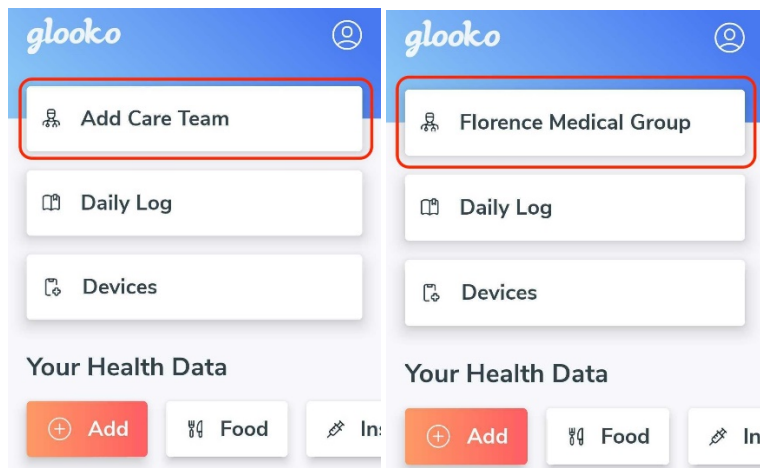 glooko
Add Care Team
Daily Log
Devices
Your Health Data
Add
Food
glooko
Florence Medical Group
Daily Log
Devices
Your Health Data
Add
Food